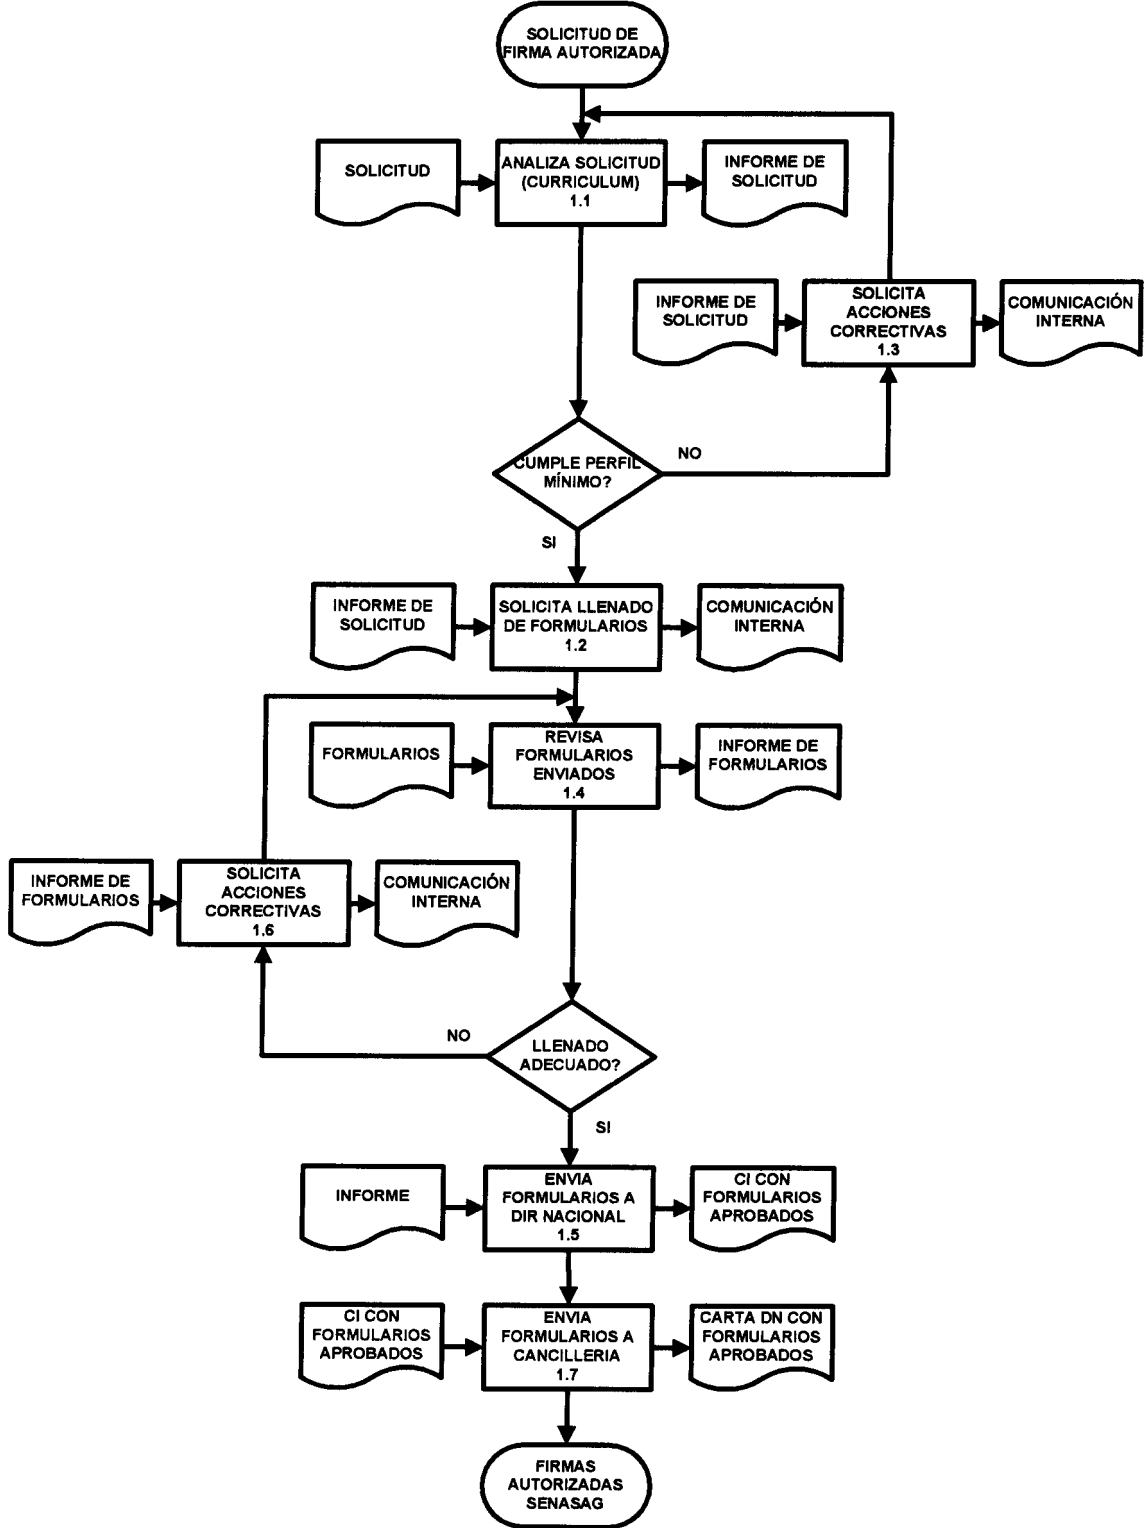 SOLICITUD DE
FIRMA AUTORIZADA
SOLICITUD
ANALIZA SOLICITUD
(CURRICULUM)
1.1
INFORME DE
SOLICITUD
INFORME DE
SOLICITUD
SOLICITA
ACCIONES
CORRECTIVAS
1.3
COMUNICACIÓN
INTERNA
CUMPLE PERFIL
MÍNIMO?
NO
SI
INFORME DE
SOLICITUD
SOLICITA LLENADO
DE FORMULARIOS
1.2
COMUNICACIÓN
INTERNA
FORMULARIOS
REVISA
FORMULARIOS
ENVIADOS
1.4
INFORME DE
FORMULARIOS
INFORME DE
FORMULARIOS
SOLICITA
ACCIONES
CORRECTIVAS
1.6
COMUNICACIÓN
INTERNA
NO
LLENADO
ADECUADO?
SI
INFORME
ENVIA
FORMULARIOS A
DIR NACIONAL
1.5
CI CON
FORMULARIOS
APROBADOS
CI CON
FORMULARIOS
APROBADOS
ENVIA
FORMULARIOS A
CANCILLERIA
1.7
CARTA DN CON
FORMULARIOS
APROBADOS
FIRMAS
AUTORIZADAS
SENASAG